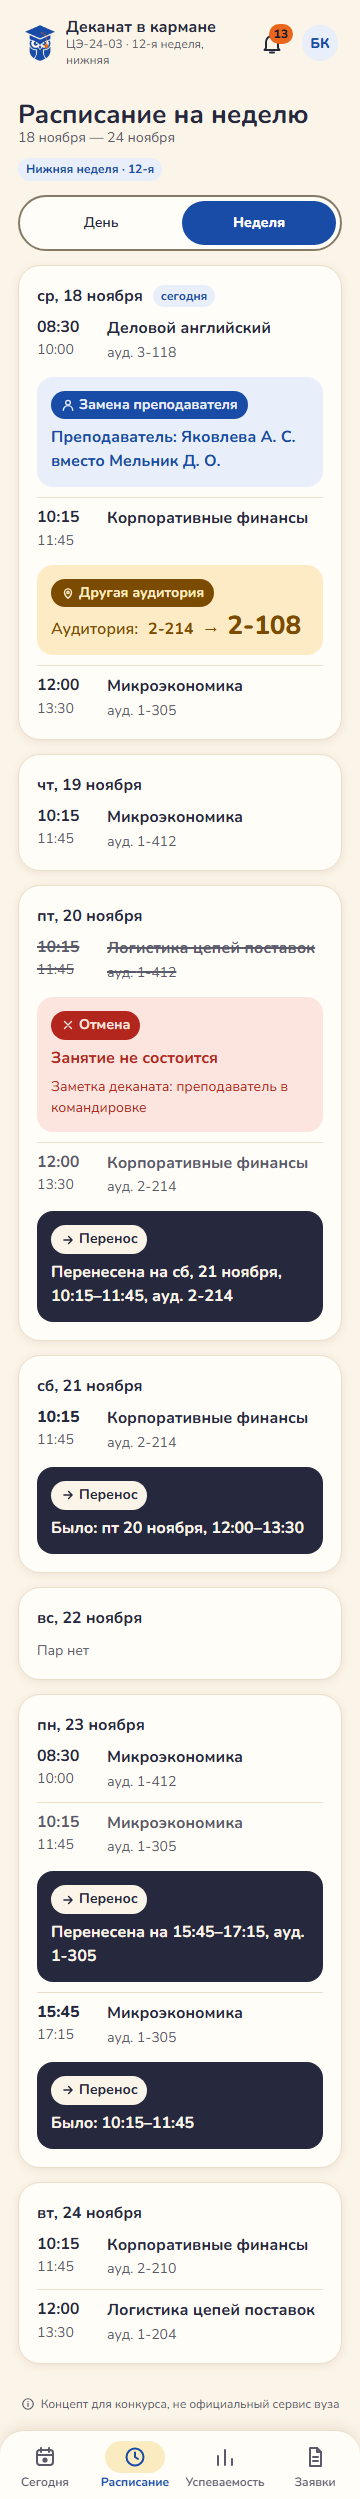 Деканат в кармане
ЦЭ-24-03 · 12-я неделя,
нижняя
13
БК
Расписание на неделю
18 ноября — 24 ноября
Нижняя неделя · 12-я
День
Неделя
ср, 18 ноября сегодня
08:30 Деловой английский
10:00 ауд. 3-118
Замена преподавателя
Преподаватель: Яковлева А. С.
вместо Мельник Д. О.
10:15 Корпоративные финансы
11:45
Другая аудитория
Аудитория: 2-214 → 2-108
12:00 Микроэкономика
13:30 ауд. 1-305
чт, 19 ноября
10:15 Микроэкономика
11:45 ауд. 1-412
пт, 20 ноября
10:15 Логистика цепей поставок
11:45 ауд. 1-412
Отмена
Занятие не состоится
Заметка деканата: преподаватель в
командировке
12:00 Корпоративные финансы
13:30 ауд. 2-214
→ Перенос
Перенесена на сб, 21 ноября,
10:15–11:45, ауд. 2-214
сб, 21 ноября
10:15 Корпоративные финансы
11:45 ауд. 2-214
→ Перенос
Было: пт 20 ноября, 12:00–13:30
вс, 22 ноября
Пар нет
пн, 23 ноября
08:30 Микроэкономика
10:00 ауд. 1-412
10:15 Микроэкономика
11:45 ауд. 1-305
→ Перенос
Перенесена на 15:45–17:15, ауд.
1-305
15:45 Микроэкономика
17:15 ауд. 1-305
→ Перенос
Было: 10:15–11:45
вт, 24 ноября
10:15 Корпоративные финансы
11:45 ауд. 2-210
12:00 Логистика цепей поставок
13:30 ауд. 1-204
Концепт для конкурса, не официальный сервис вуза
Сегодня
Расписание
Успеваемость
Заявки